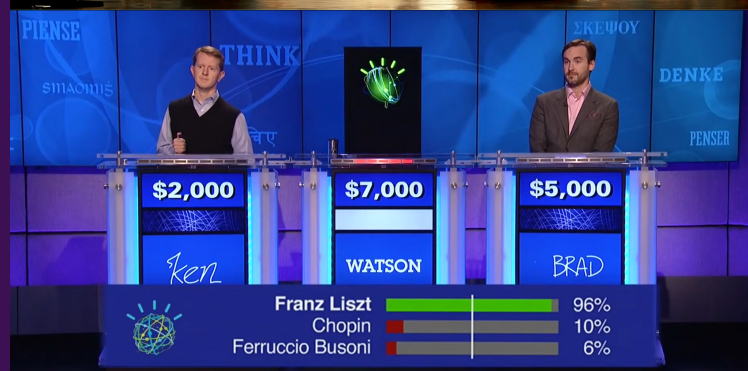 PIENSE
THINK
ΣΚΕΨΟΥ
DENKE
SMAOINIŠ
PENSER
$2,000
$7,000
$5,000
Ken
WATSON
BRAD
Franz Liszt 96%
Chopin 10%
Ferruccio Busoni 6%